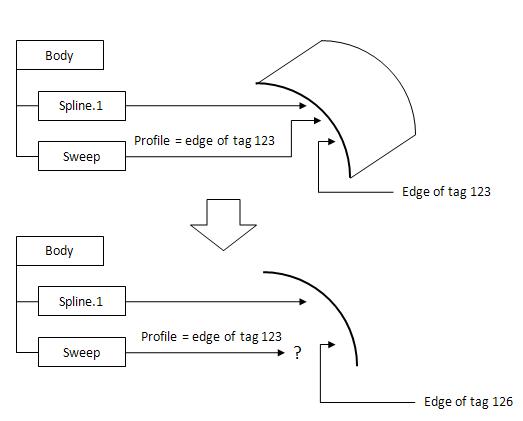 Body
Spline.1
Sweep
Profile = edge of tag 123
Edge of tag 123
Body
Spline.1
Sweep
Profile = edge of tag 123
?
Edge of tag 126